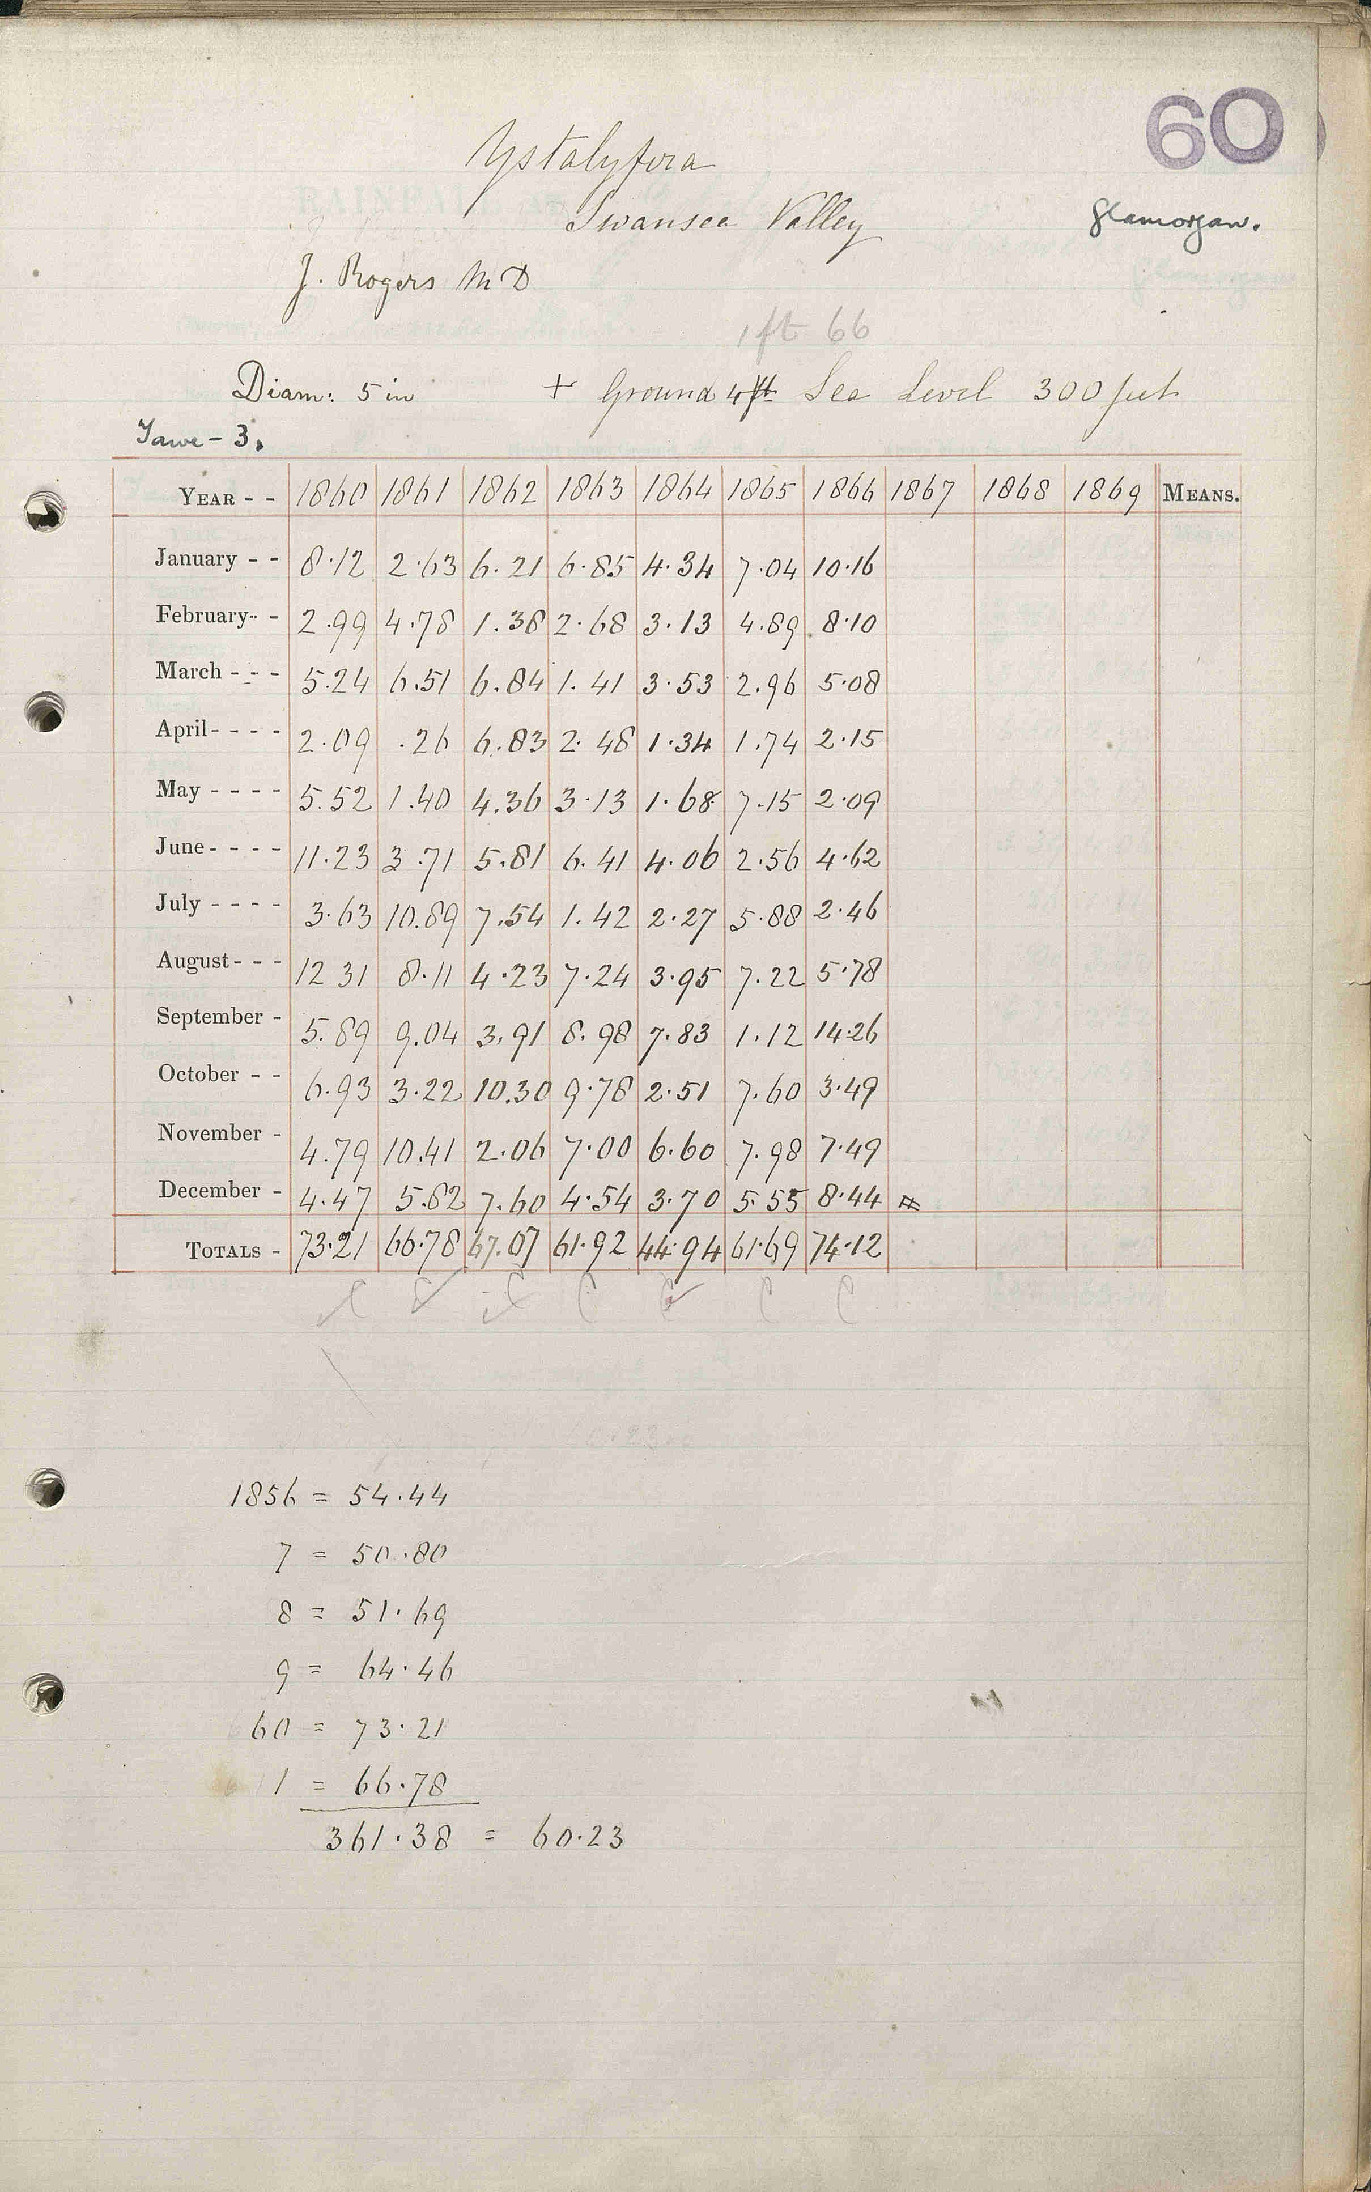 60
Ystalyfera
Swansea Valley
Glamorgan.
J. Rogers M D
1 ft 66
Diam: 5 in + Ground 4 ft Sea Level 300 feet
Tawe - 3.
YEAR - - 1860 1861 1862 1863 1864 1865 1866 1867 1868 1869 MEANS.
January - - 8.12 2.63 6.21 6.85 4.34 7.04 10.16
February - - 2.99 4.78 1.38 2.68 3.13 4.89 8.10
March - - - 5.24 6.51 6.84 1.41 3.53 2.96 5.08
April - - - - 2.09 .26 6.83 2.48 1.34 1.74 2.15
May - - - - 5.52 1.40 4.36 3.13 1.68 7.15 2.09
June - - - - 11.23 3.71 5.81 6.41 4.06 2.56 4.62
July - - - - 3.63 10.89 7.54 1.42 2.27 5.88 2.46
August - - - 12 31 8.11 4.23 7.24 3.95 7.22 5.78
September - 5.89 9.04 3.91 8.98 7.83 1.12 14.26
October - - 6.93 3.22 10.30 9.78 2.51 7.60 3.49
November - 4.79 10.41 2.06 7.00 6.60 7.98 7.49
December - 4.47 5.82 7.60 4.54 3.70 5.55 8.44
TOTALS - 73.21 66.78 67.07 61.92 44.94 61.69 74.12
C C C C C C C
1856 = 54.44
7 = 50.80
8 = 51.69
9 = 64.46
60 = 73.21
1 = 66.78
361.38 = 60.23